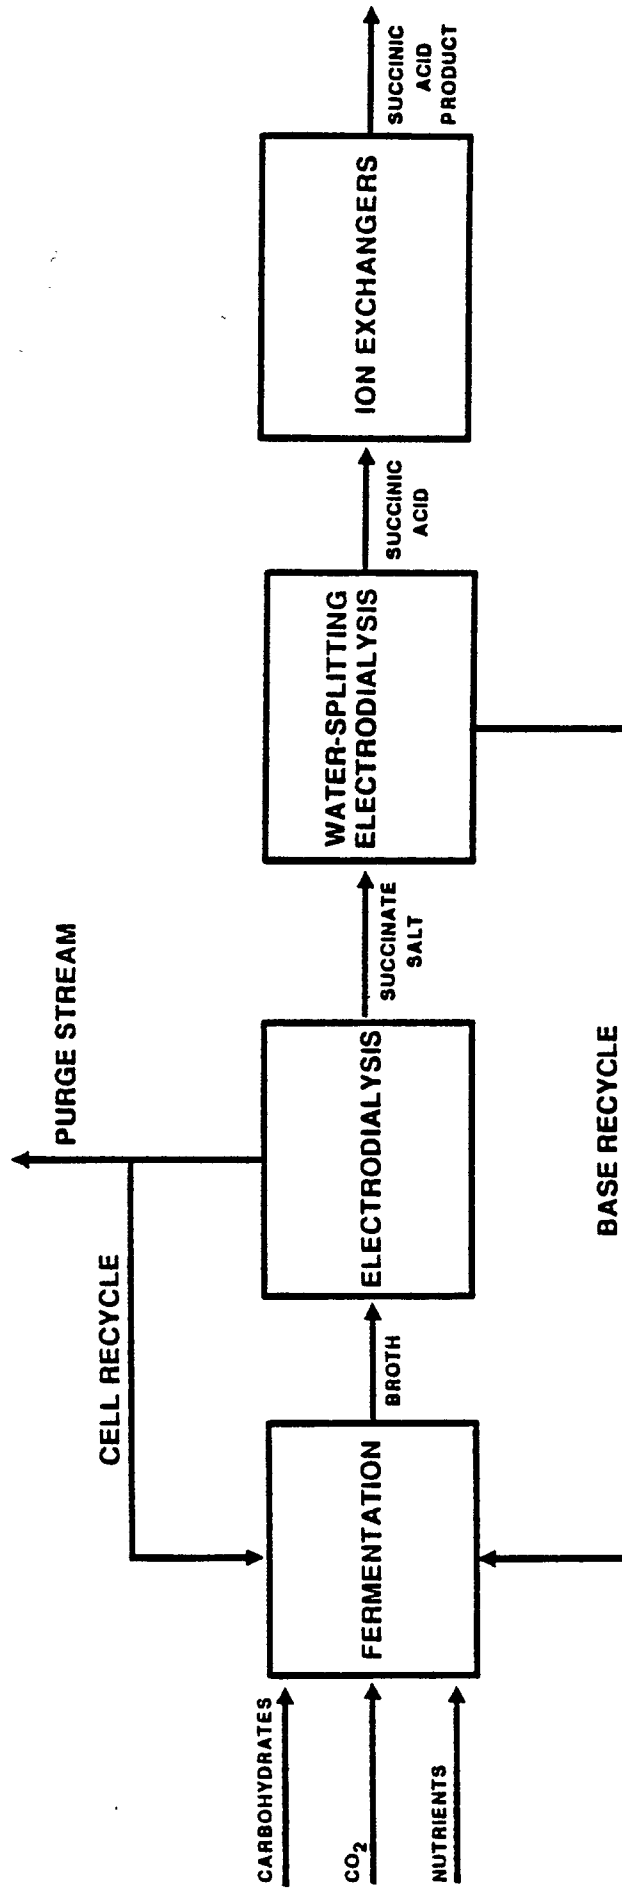 PURGE STREAM
CELL RECYCLE
CARBOHYDRATES
CO₂
NUTRIENTS
FERMENTATION
BROTH
ELECTRODIALYSIS
SUCCINATE
SALT
WATER-SPLITTING
ELECTRODIALYSIS
SUCCINIC
ACID
ION EXCHANGERS
SUCCINIC
ACID
PRODUCT
BASE RECYCLE